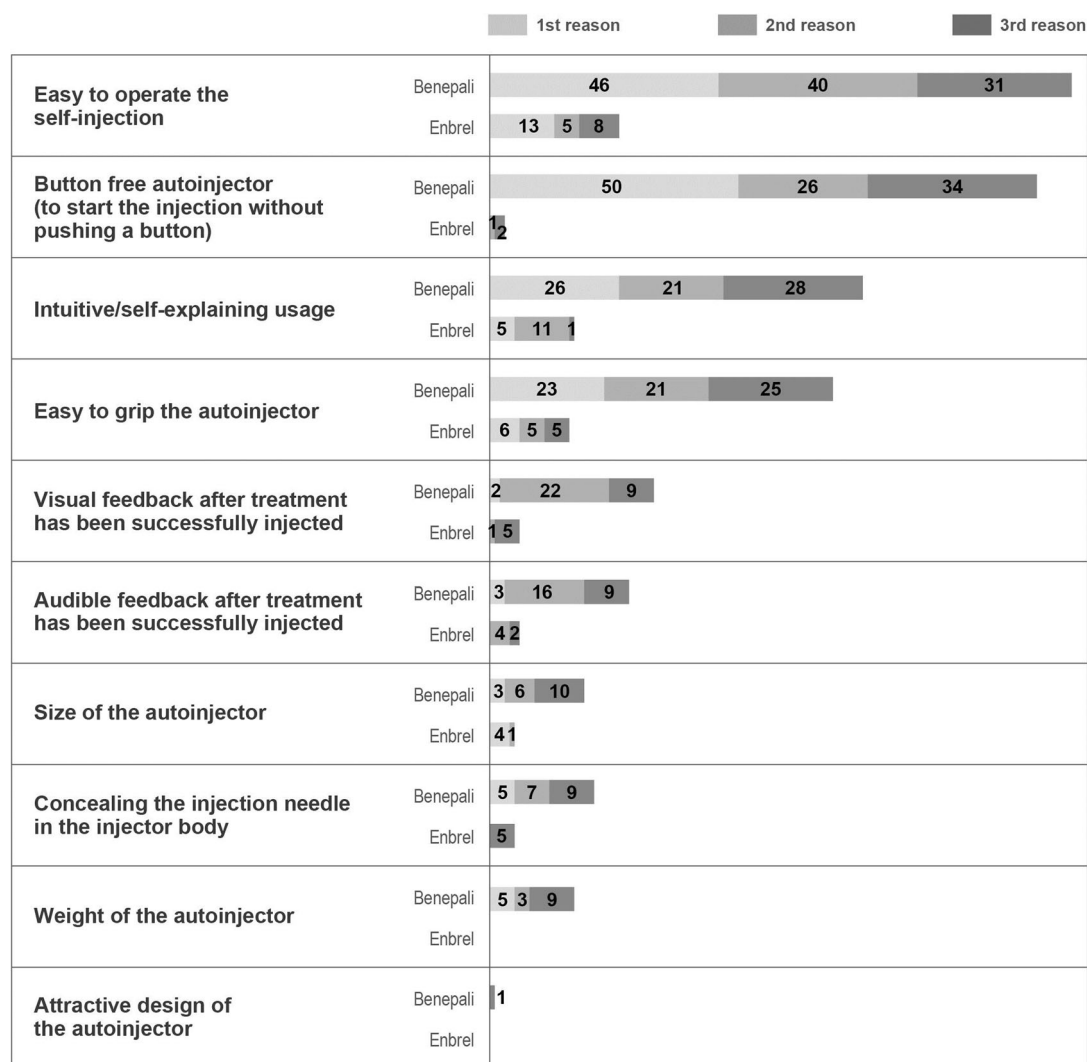 1st reason 2nd reason 3rd reason
Easy to operate the
self-injection
Benepali 46 40 31
Enbrel 13 5 8
Button free autoinjector
(to start the injection without
pushing a button)
Benepali 50 26 34
Enbrel 1 2
Intuitive/self-explaining usage
Benepali 26 21 28
Enbrel 5 11 1
Easy to grip the autoinjector
Benepali 23 21 25
Enbrel 6 5 5
Visual feedback after treatment
has been successfully injected
Benepali 2 22 9
Enbrel 1 5
Audible feedback after treatment
has been successfully injected
Benepali 3 16 9
Enbrel 4 2
Size of the autoinjector
Benepali 3 6 10
Enbrel 4 1
Concealing the injection needle
in the injector body
Benepali 5 7 9
Enbrel 5
Weight of the autoinjector
Benepali 5 3 9
Enbrel
Attractive design of
the autoinjector
Benepali 1
Enbrel